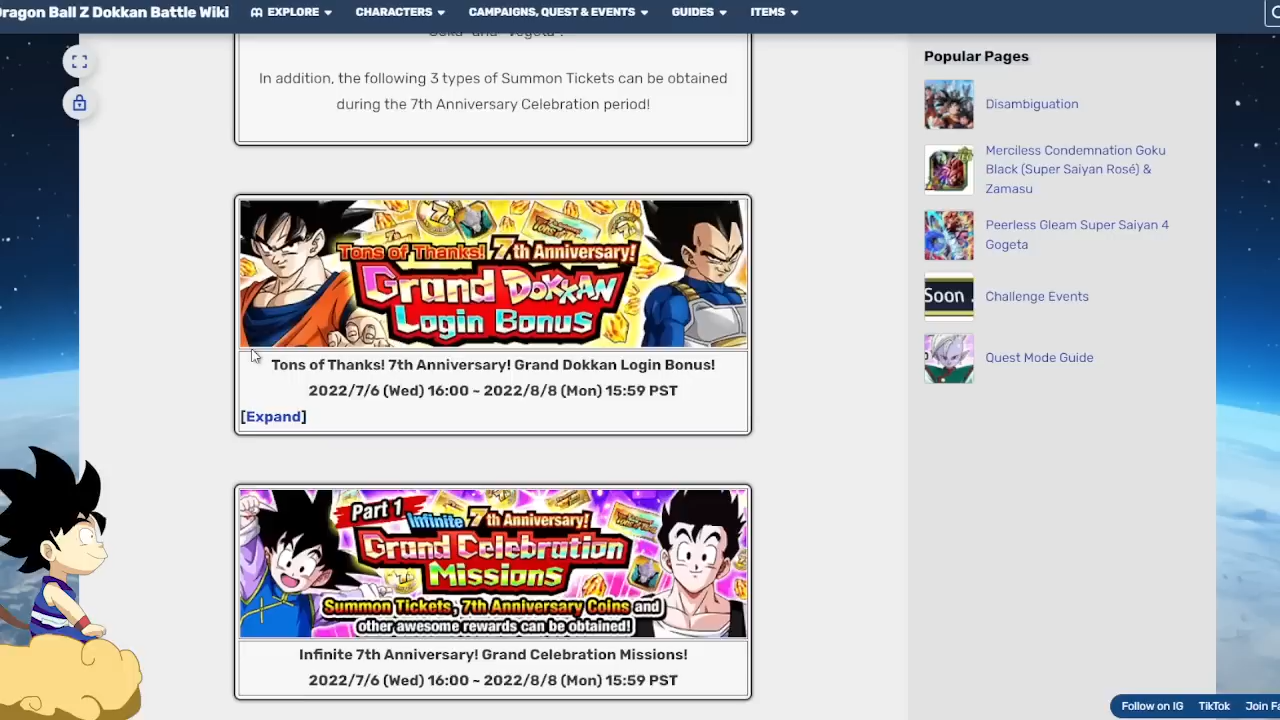 Dragon Ball Z Dokkan Battle Wiki
EXPLORE
CHARACTERS
CAMPAIGNS, QUEST & EVENTS
GUIDES
ITEMS
"Goku" and "Vegeta".
In addition, the following 3 types of Summon Tickets can be obtained
during the 7th Anniversary Celebration period!
Tons of Thanks! 7th Anniversary!
Grand DOKKAN
Login Bonus
Tons of Thanks! 7th Anniversary! Grand Dokkan Login Bonus!
2022/7/6 (Wed) 16:00 ~ 2022/8/8 (Mon) 15:59 PST
[Expand]
Part 1
Infinite 7th Anniversary!
Grand Celebration
Missions
Summon Tickets, 7th Anniversary Coins and
other awesome rewards can be obtained!
Infinite 7th Anniversary! Grand Celebration Missions!
2022/7/6 (Wed) 16:00 ~ 2022/8/8 (Mon) 15:59 PST
Popular Pages
Disambiguation
Merciless Condemnation Goku
Black (Super Saiyan Rosé) &
Zamasu
Peerless Gleam Super Saiyan 4
Gogeta
Soon .
Challenge Events
Quest Mode Guide
Follow on IG
TikTok
Join Fa